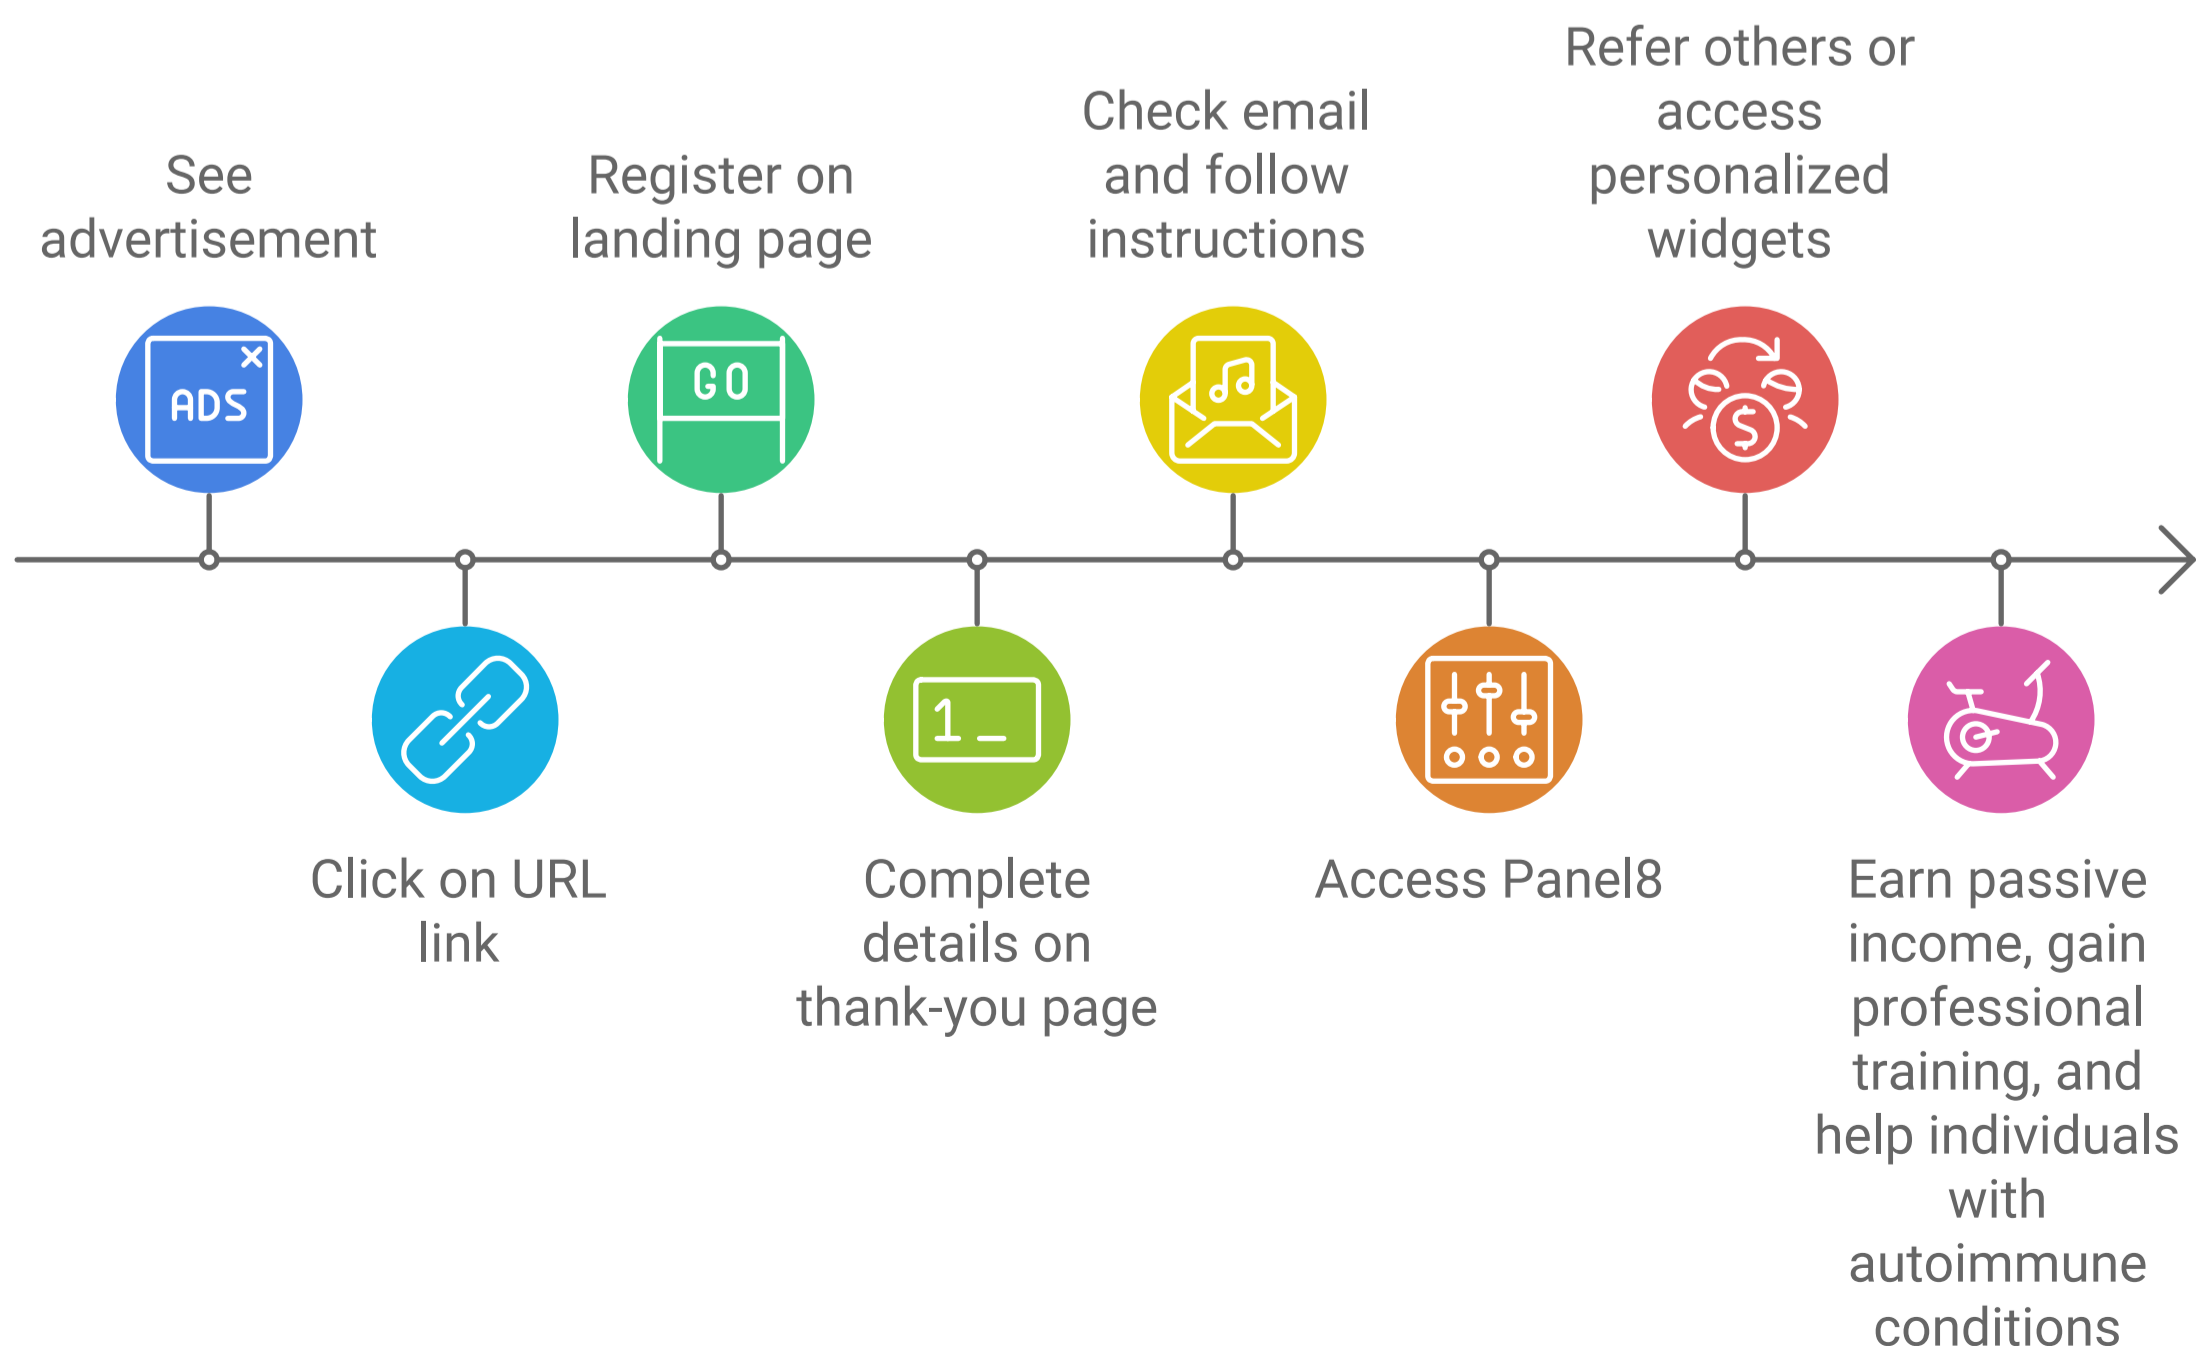 See
advertisement
ADS
Click on URL
link
Register on
landing page
GO
Complete
details on
thank-you page
1_
Check email
and follow
instructions
Access Panel8
Refer others or
access
personalized
widgets
$
Earn passive
income, gain
professional
training, and
help individuals
with
autoimmune
conditions